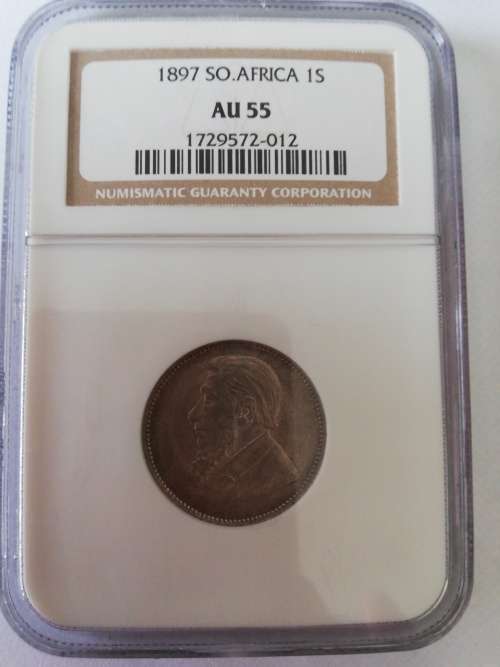 1897 SO.AFRICA 1S
AU 55
1729572-012
NUMISMATIC GUARANTY CORPORATION